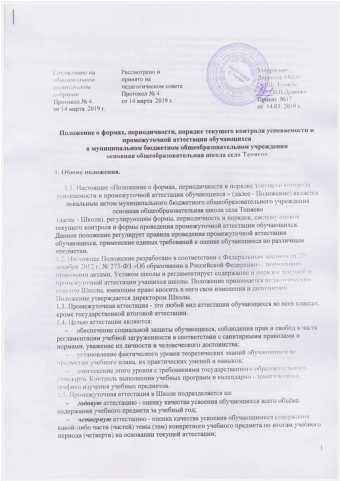 Согласовано на
общешкольном
родительском
собрании
Протокол № 4
от 14 марта 2019 г.
Рассмотрено и
принято на
педагогическом совете
Протокол № 4
от 14 марта 2019 г.
Утверждаю
Директор МБОУ
Приказ №17
от 14.03. 2019 г.
Положение о формах, периодичности, порядке текущего контроля успеваемости и
промежуточной аттестации обучающихся
в муниципальном бюджетном общеобразовательном учреждении
основная общеобразовательная школа села Теняево
1. Общие положения.
1.1. Настоящее «Положение о формах, периодичности и порядке текущего контроля
успеваемости и промежуточной аттестации обучающихся » (далее - Положение) является
локальным актом муниципального бюджетного общеобразовательного учреждения
основная общеобразовательная школа села Теняево
(далее - Школа), регулирующим формы, периодичность и порядок, систему оценок
текущего контроля и формы проведения промежуточной аттестации обучающихся.
Данное положение регулирует правила проведения промежуточной аттестации
обучающихся, применение единых требований к оценке обучающихся по различным
предметам.
1.2. Настоящее Положение разработано в соответствии с Федеральным законом от 29
декабря 2012 г. № 273-ФЗ «Об образовании в Российской Федерации», нормативно-
правовыми актами, Уставом школы и регламентирует содержание и порядок текущей и
промежуточной аттестации учащихся школы. Положение принимается педагогическим
советом Школы, имеющим право вносить в него свои изменения и дополнения.
Положение утверждается директором Школы.
1.3. Промежуточная аттестация - это любой вид аттестации обучающихся во всех классах,
кроме государственной итоговой аттестации.
1.4. Целью аттестации являются:
– обеспечение социальной защиты обучающихся, соблюдения прав и свобод в части
регламентации учебной загруженности в соответствии с санитарными правилами и
нормами, уважение их личности и человеческого достоинства;
– установление фактического уровня теоретических знаний обучающихся по
предметам учебного плана, их практических умений и навыков;
– соотнесение этого уровня с требованиями государственного образовательного
стандарта. Контроль выполнения учебных программ и календарно - тематического
графика изучения учебных предметов.
1.5. Промежуточная аттестация в Школе подразделяется на:
– годовую аттестацию - оценку качества усвоения обучающихся всего объёма
содержания учебного предмета за учебный год;
– четвертную аттестацию - оценка качества усвоения обучающимися содержания
какой-либо части (частей) темы (тем) конкретного учебного предмета по итогам учебного
периода (четверти) на основании текущей аттестации;
1